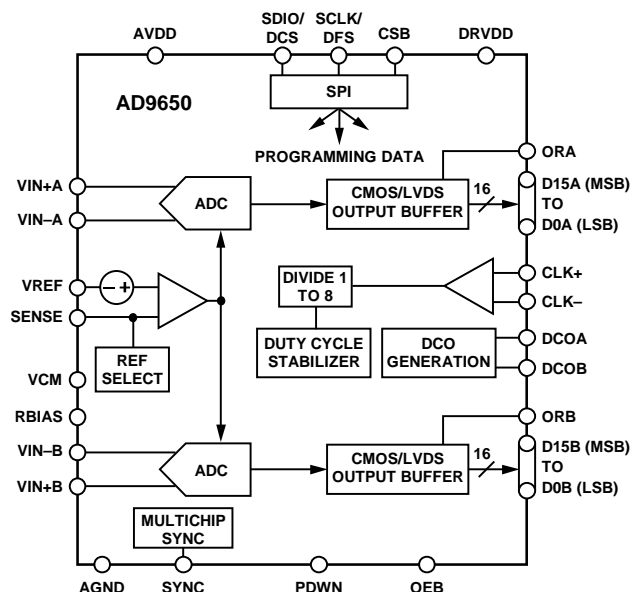 AVDD
SDIO/
DCS
SCLK/
DFS
CSB
DRVDD
AD9650
SPI
PROGRAMMING DATA
ORA
VIN+A
VIN–A
ADC
CMOS/LVDS
OUTPUT BUFFER
16
D15A (MSB)
TO
D0A (LSB)
VREF
– +
SENSE
REF
SELECT
DIVIDE 1
TO 8
DUTY CYCLE
STABILIZER
DCO
GENERATION
CLK+
CLK–
DCOA
DCOB
VCM
RBIAS
ORB
VIN–B
VIN+B
ADC
CMOS/LVDS
OUTPUT BUFFER
16
D15B (MSB)
TO
D0B (LSB)
MULTICHIP
SYNC
AGND
SYNC
PDWN
OEB